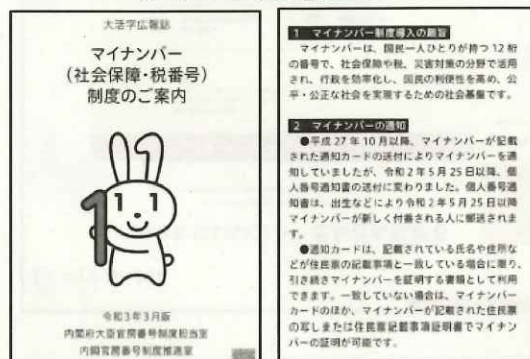 大活字広報誌
マイナンバー
(社会保障・税番号)
制度のご案内
令和3年3月版
内閣府大臣官房番号制度担当室
内閣官房番号制度推進室
1 マイナンバー制度導入の趣旨
マイナンバーは、国民一人ひとりが持つ12桁
の番号で、社会保障や税、災害対策の分野で活用
され、行政を効率化し、国民の利便性を高め、公
平・公正な社会を実現するための社会基盤です。
2 マイナンバーの通知
●平成27年10月以降、マイナンバーが記載
された通知カードの送付によりマイナンバーを通
知していましたが、令和2年5月25日以降、個
人番号通知書の送付に変わりました。個人番号通
知書は、出生などにより令和2年5月25日以降
マイナンバーが新しく付番される人に郵送されま
す。
●通知カードは、記載されている氏名や住所な
どが住民票の記載事項と一致している場合に限り、
引き続きマイナンバーを証明する書類として利用
できます。一致していない場合は、マイナンバー
カードのほか、マイナンバーが記載された住民票
の写しまたは住民票記載事項証明書でマイナン
バーの証明が可能です。